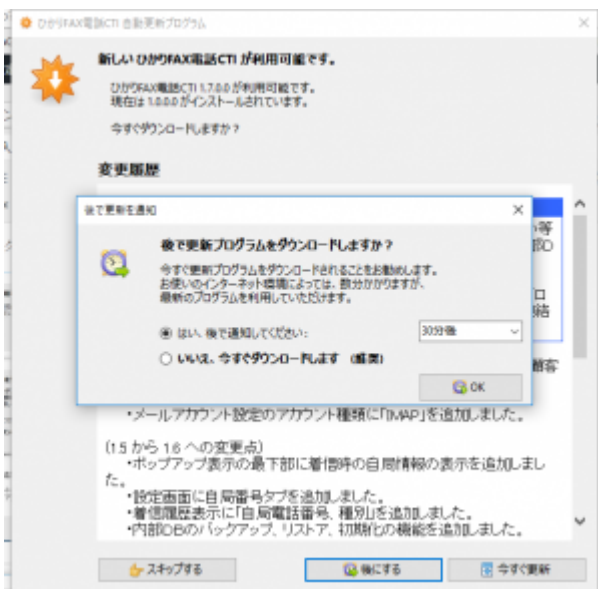 ひかりFAX電話CTI 自動更新プログラム
新しい ひかりFAX電話CTI が利用可能です。
ひかりFAX電話CTI 1.7.0.0 が利用可能です。
現在は 1.0.0.0 がインストールされています。
今すぐダウンロードしますか？
変更履歴
後で更新を通知
後で更新プログラムをダウンロードしますか？
今すぐ更新プログラムをダウンロードされることをお勧めします。
お使いのインターネット環境によっては、数分かかりますが、
最新のプログラムを利用していただけます。
はい、後で通知してください:
30分後
いいえ、今すぐダウンロードします （推奨）
OK
・メールアカウント設定のアカウント種類に「IMAP」を追加しました。
(1.5 から 1.6 への変更点)
・ポップアップ表示の最下部に着信時の自局情報の表示を追加しまし
た。
・設定画面に自局番号タブを追加しました。
・着信履歴表示に「自局電話番号、種別」を追加しました。
・内部DBのバックアップ、リストア、初期化の機能を追加しました。
スキップする
後にする
今すぐ更新